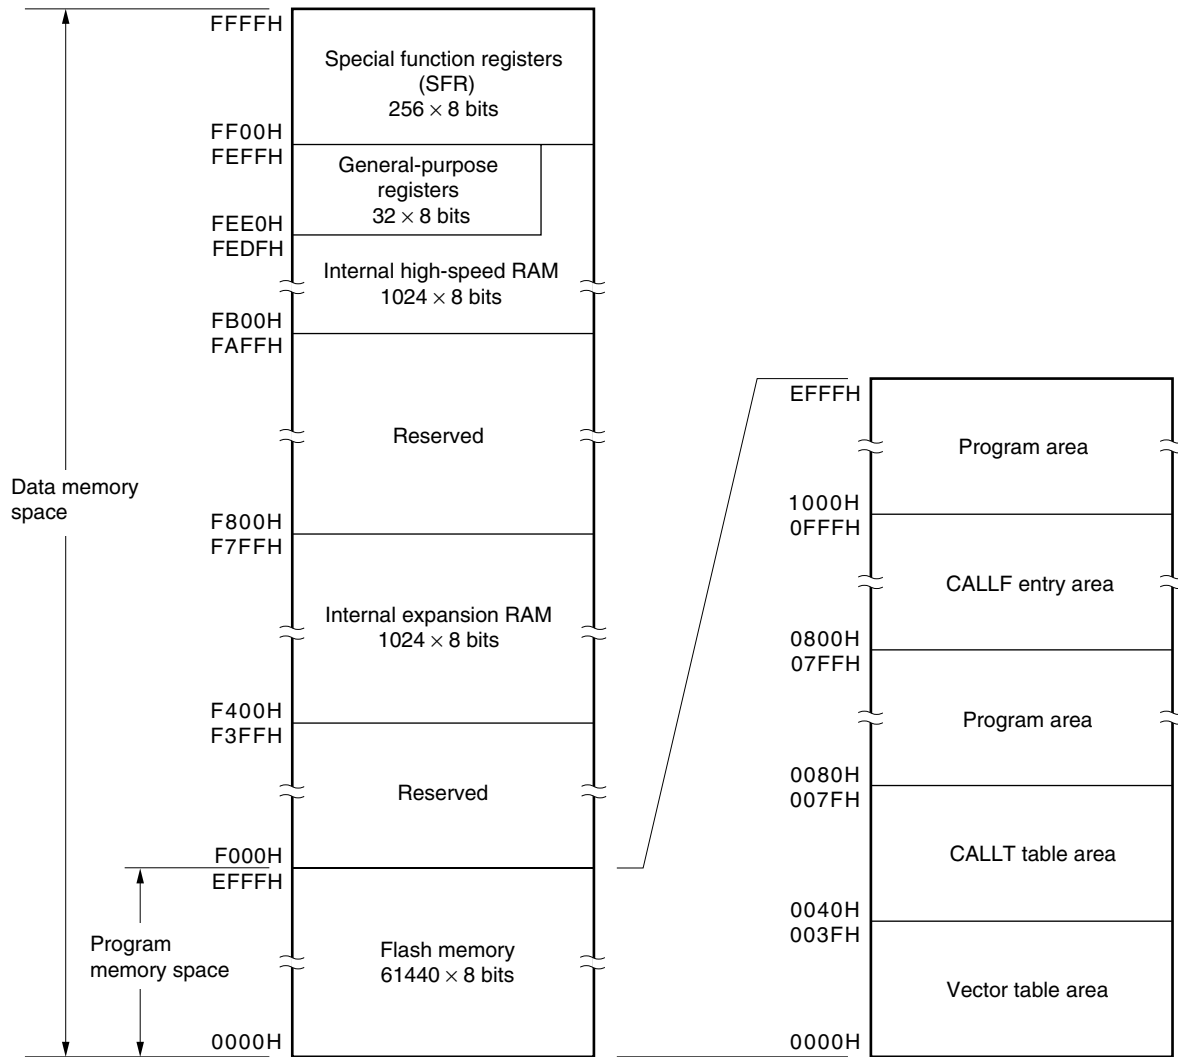 FFFFH
Special function registers
(SFR)
256 × 8 bits
FF00H
FEFFH
General-purpose
registers
32 × 8 bits
FEE0H
FEDFH
Internal high-speed RAM
1024 × 8 bits
FB00H
FAFFH
Reserved
Data memory
space
F800H
F7FFH
Internal expansion RAM
1024 × 8 bits
F400H
F3FFH
Reserved
F000H
EFFFH
Program
memory space
Flash memory
61440 × 8 bits
0000H
EFFFH
Program area
1000H
0FFFH
CALLF entry area
0800H
07FFH
Program area
0080H
007FH
CALLT table area
0040H
003FH
Vector table area
0000H